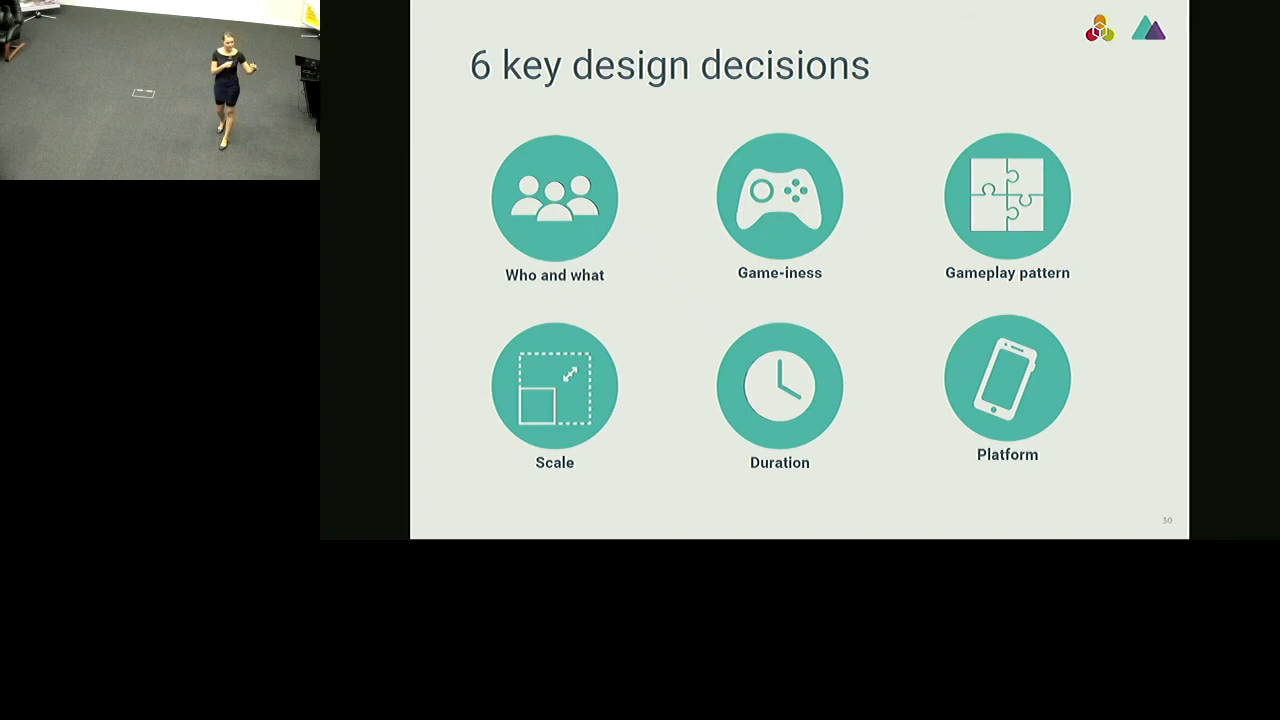 6 key design decisions
Who and what
Game-iness
Gameplay pattern
Scale
Duration
Platform
30